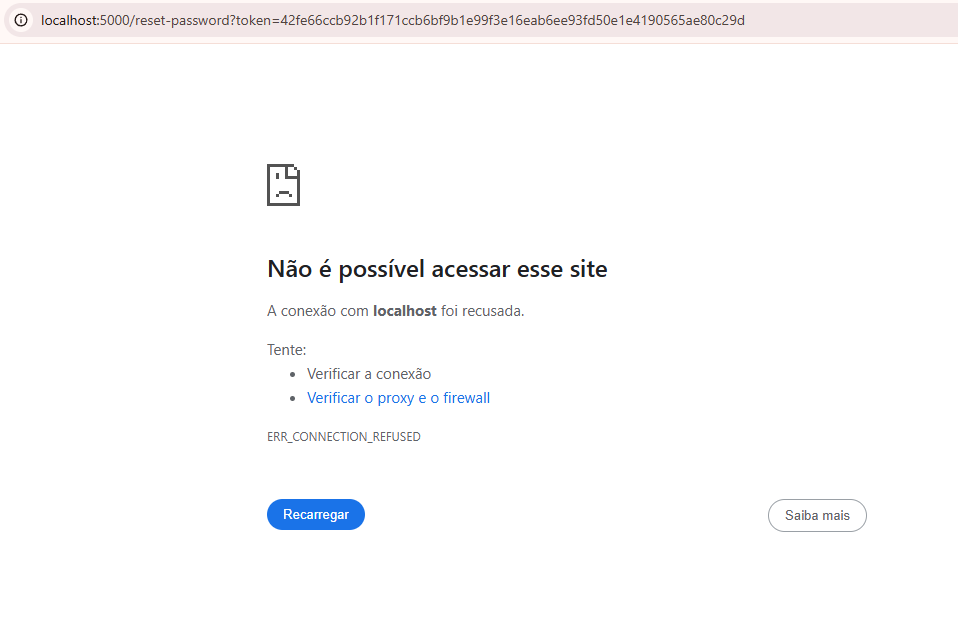 localhost:5000/reset-password?token=42fe66ccb92b1f171ccb6bf9b1e99f3e16eab6ee93fd50e1e4190565ae80c29d
Não é possível acessar esse site
A conexão com localhost foi recusada.
Tente:
Verificar a conexão
Verificar o proxy e o firewall
ERR_CONNECTION_REFUSED
Recarregar
Saiba mais